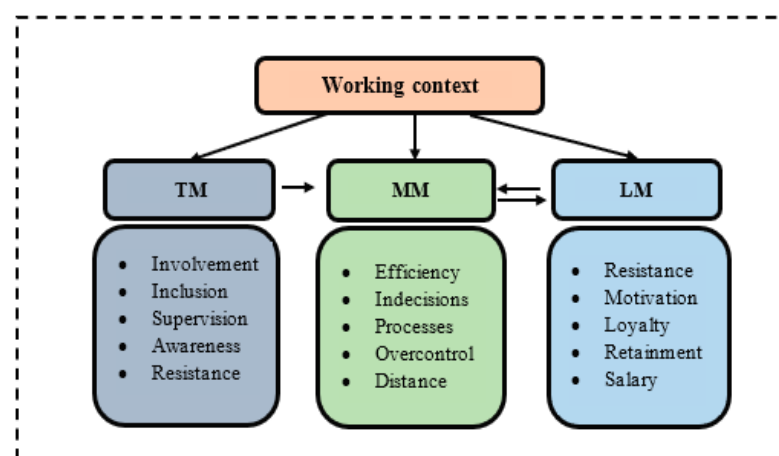 Working context
TM
MM
LM
• Involvement
• Inclusion
• Supervision
• Awareness
• Resistance
• Efficiency
• Indecisions
• Processes
• Overcontrol
• Distance
• Resistance
• Motivation
• Loyalty
• Retainment
• Salary